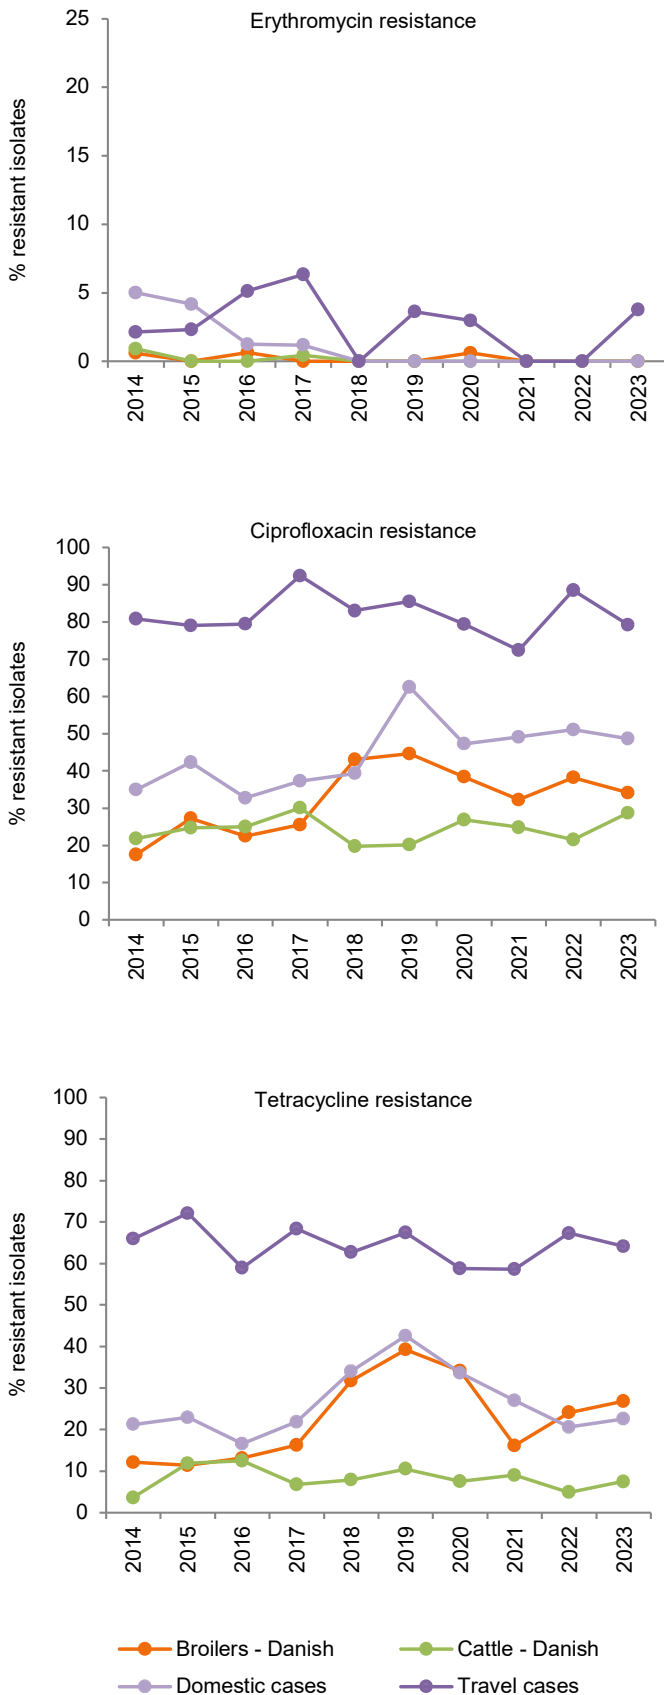 Erythromycin resistance
% resistant isolates
25
20
15
10
5
0
2014 2015 2016 2017 2018 2019 2020 2021 2022 2023
Ciprofloxacin resistance
% resistant isolates
100
90
80
70
60
50
40
30
20
10
0
2014 2015 2016 2017 2018 2019 2020 2021 2022 2023
Tetracycline resistance
% resistant isolates
100
90
80
70
60
50
40
30
20
10
0
2014 2015 2016 2017 2018 2019 2020 2021 2022 2023
Broilers - Danish Cattle - Danish
Domestic cases Travel cases